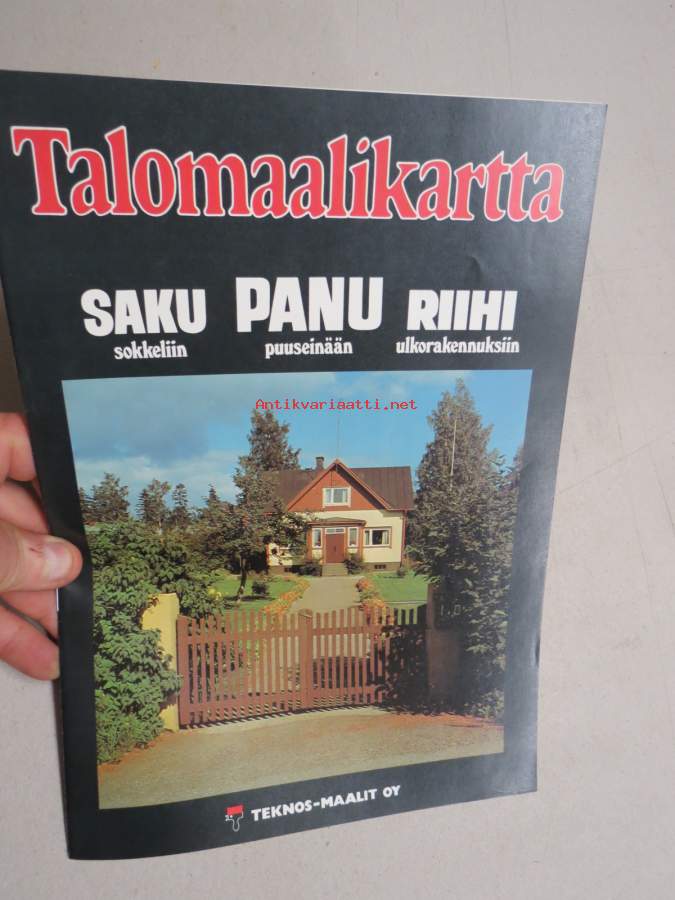 Talomaalikartta
SAKU PANU RIIHI
sokkeliin puuseinään ulkorakennuksiin
Antikvariaatti.net
TEKNOS-MAALIT OY